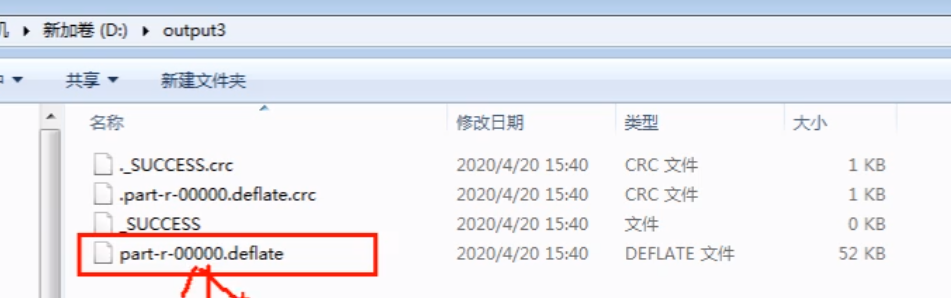 机 ▸ 新加卷 (D:) ▸ output3
中 ▾ 共享 ▾ 新建文件夹
名称 修改日期 类型 大小
._SUCCESS.crc 2020/4/20 15:40 CRC 文件 1 KB
.part-r-00000.deflate.crc 2020/4/20 15:40 CRC 文件 1 KB
_SUCCESS 2020/4/20 15:40 文件 0 KB
part-r-00000.deflate 2020/4/20 15:40 DEFLATE 文件 52 KB